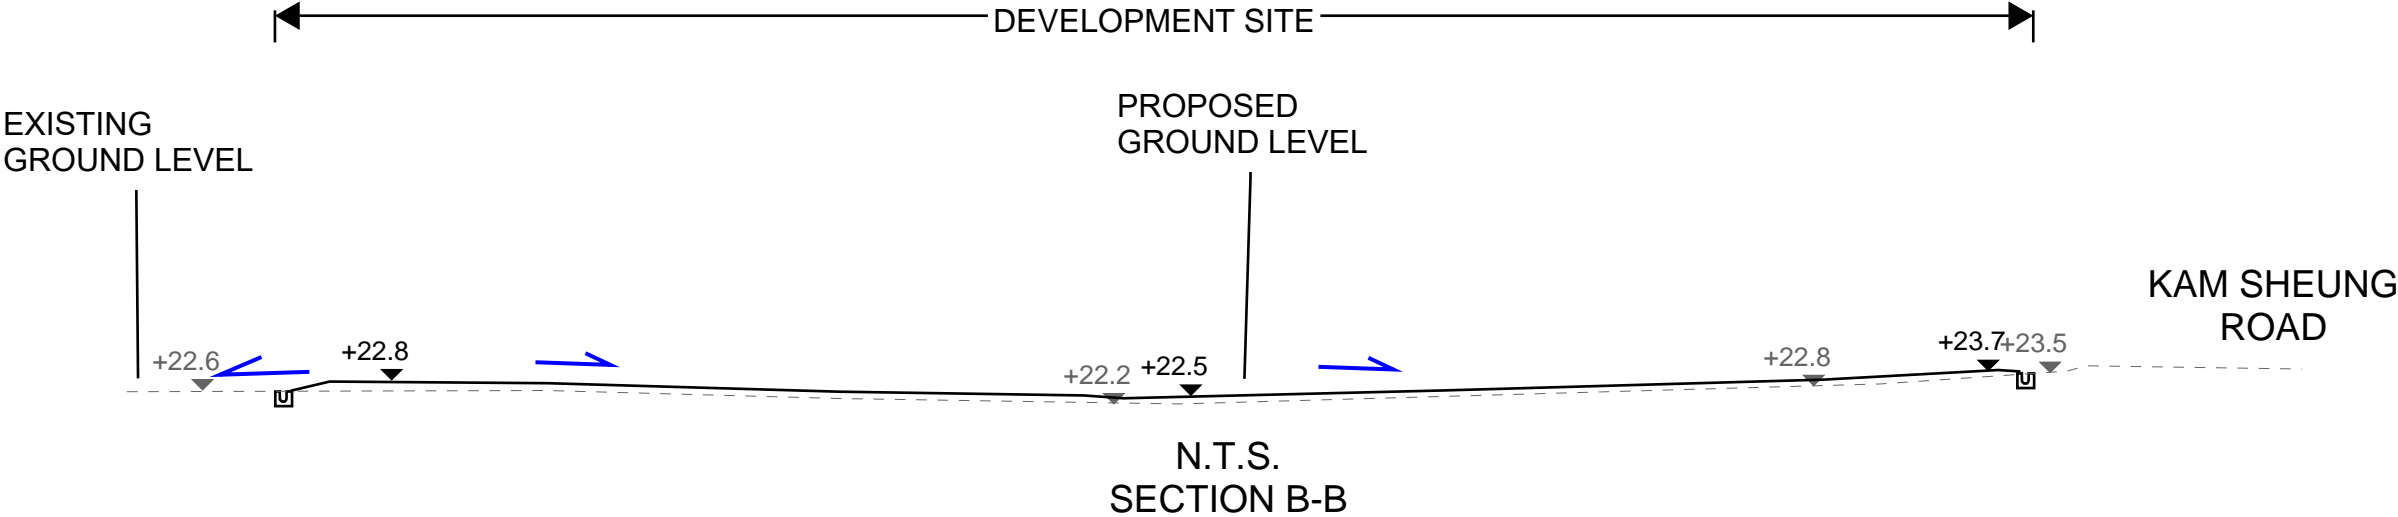 DEVELOPMENT SITE
EXISTING
GROUND LEVEL
PROPOSED
GROUND LEVEL
KAM SHEUNG
ROAD
+22.6
+22.8
+22.2
+22.5
+22.8
+23.7
+23.5
N.T.S.
SECTION B-B